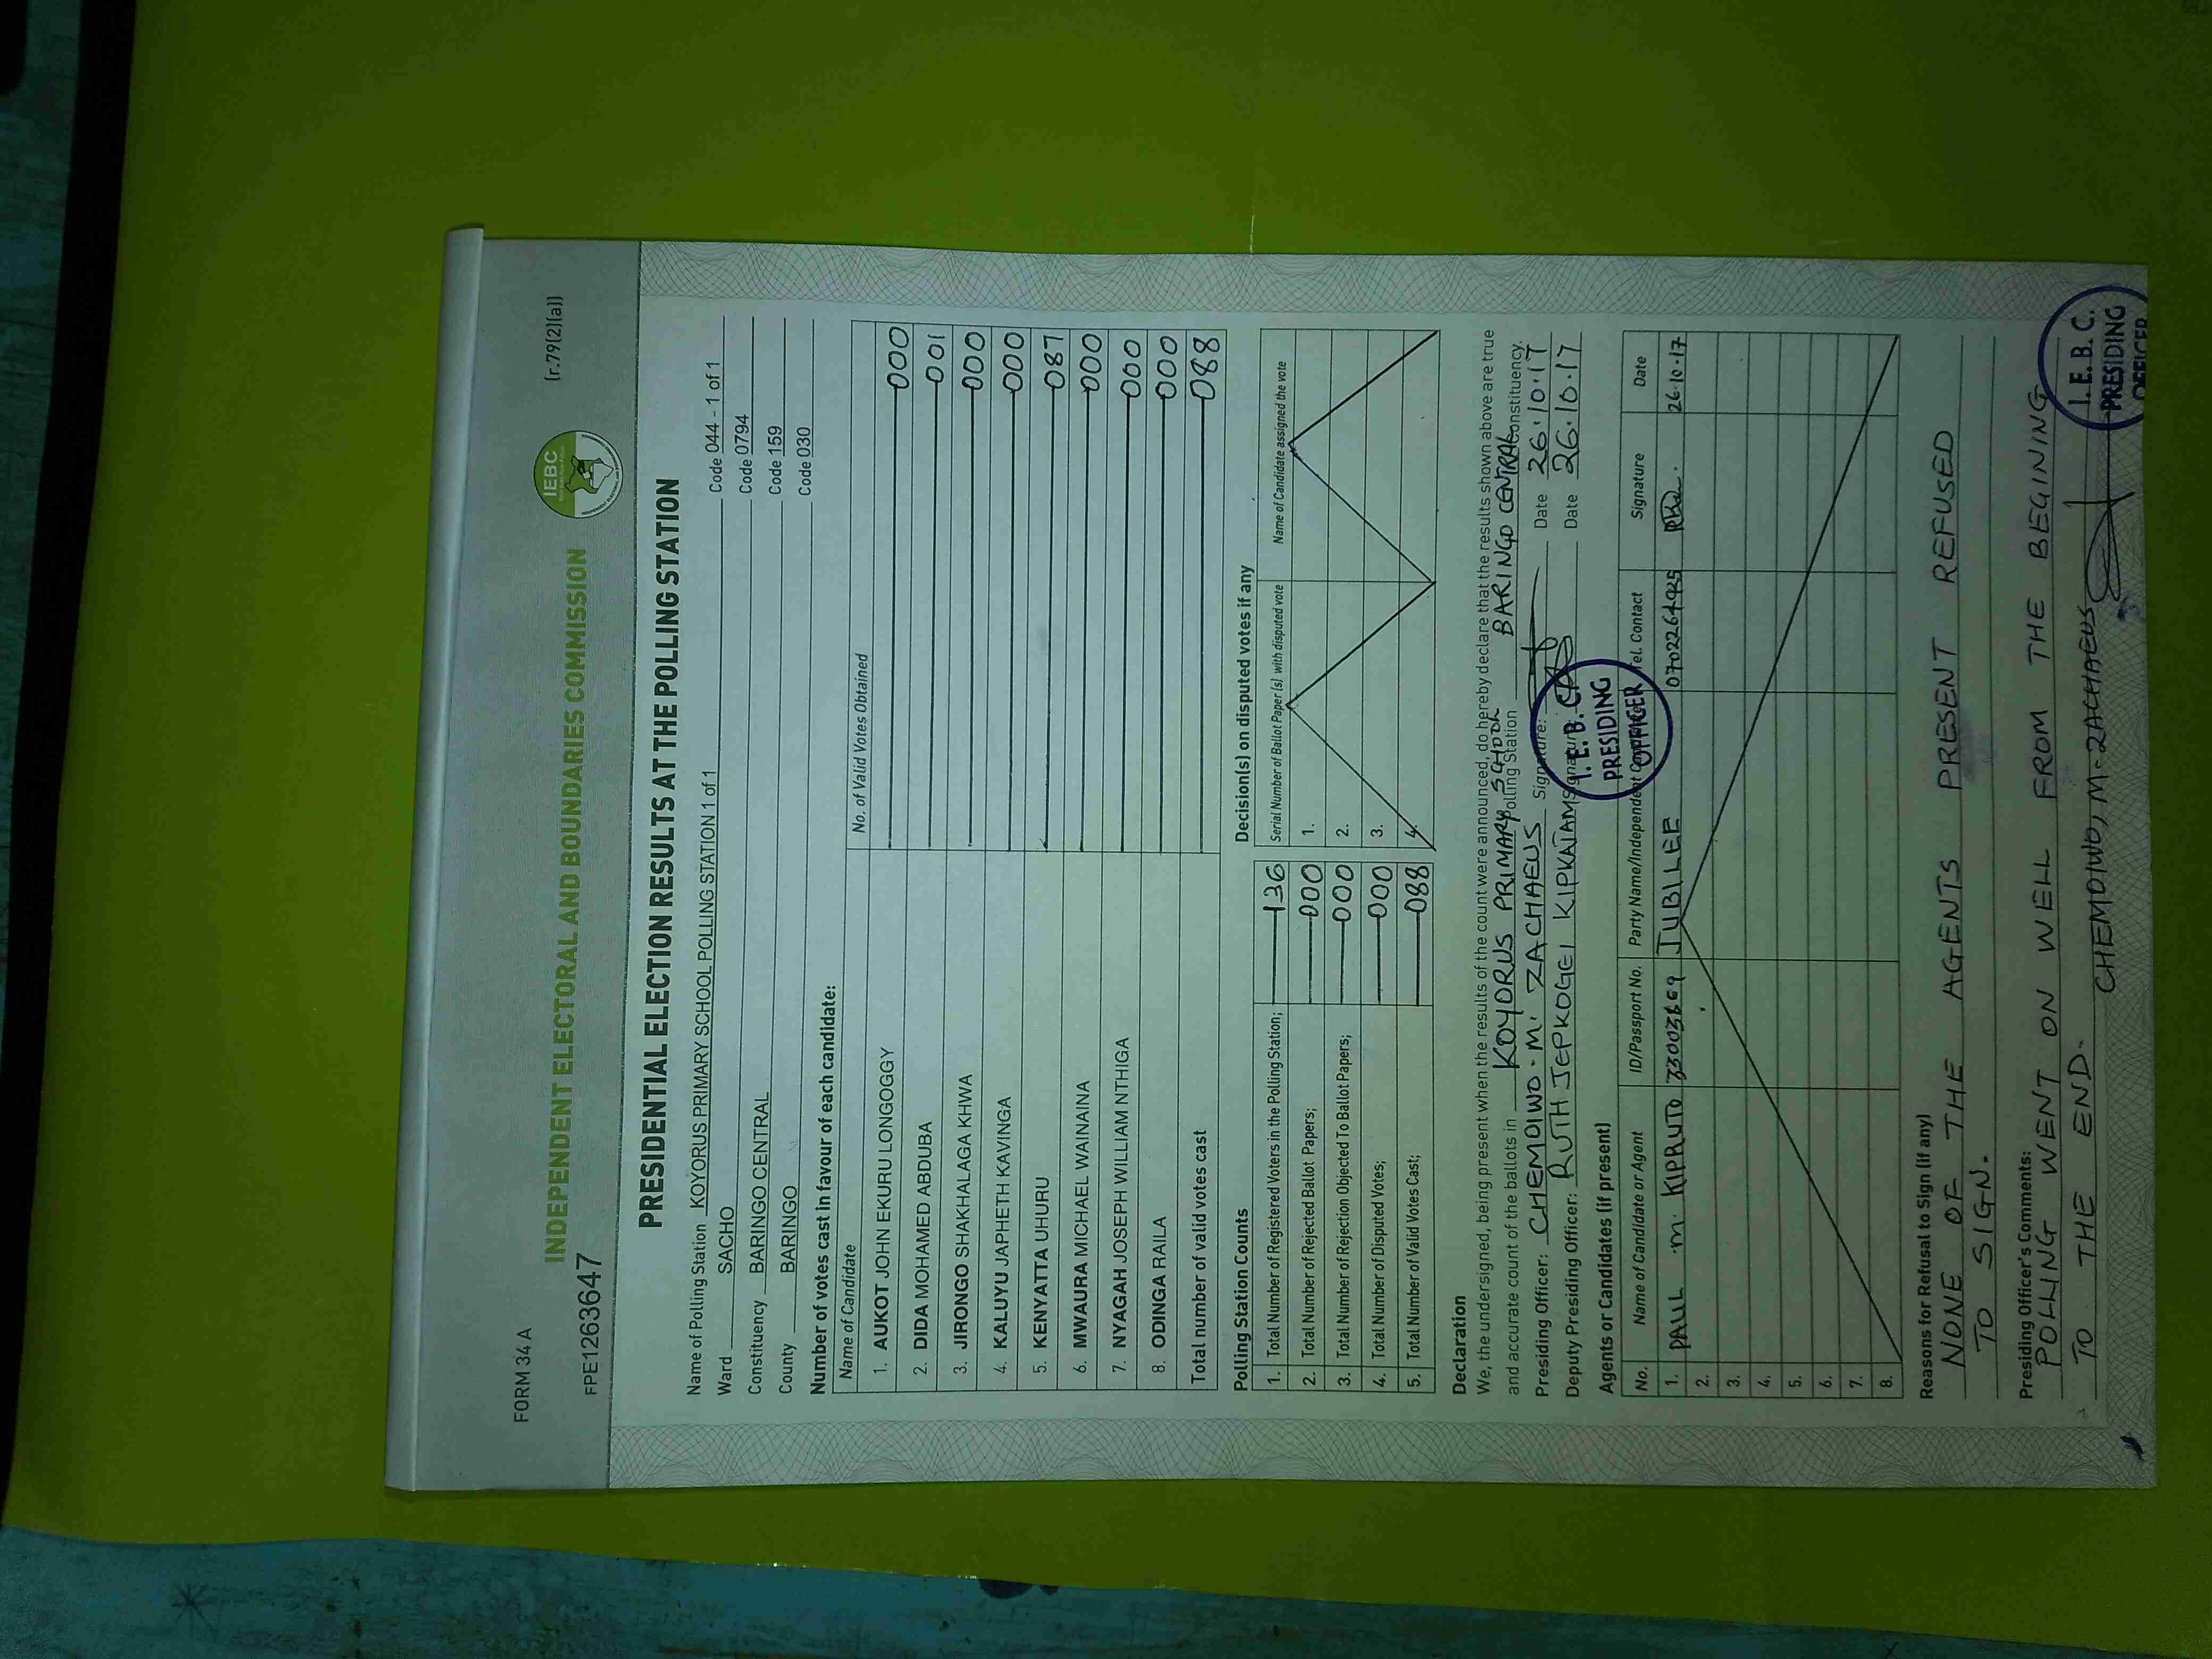 FORM 34 A
(r.79(2)(a))
INDEPENDENT ELECTORAL AND BOUNDARIES COMMISSION
IEBC
FPE1263647
PRESIDENTIAL ELECTION RESULTS AT THE POLLING STATION
Name of Polling Station KOYORUS PRIMARY SCHOOL POLLING STATION 1 of 1 Code 044 - 1 of 1
Ward SACHO Code 0794
Constituency BARINGO CENTRAL Code 159
County BARINGO Code 030
Number of votes cast in favour of each candidate:
Name of Candidate No. of Valid Votes Obtained
1. AUKOT JOHN EKURU LONGOGGY 000
2. DIDA MOHAMED ABDUBA 001
3. JIRONGO SHAKHALAGA KHWA 000
4. KALUYU JAPHETH KAVINGA 000
5. KENYATTA UHURU 087
6. MWAURA MICHAEL WAINAINA 000
7. NYAGAH JOSEPH WILLIAM NTHIGA 000
8. ODINGA RAILA 000
Total number of valid votes cast 088
Polling Station Counts
1. Total Number of Registered Voters in the Polling Station; 136
2. Total Number of Rejected Ballot Papers; 000
3. Total Number of Rejection Objected To Ballot Papers; 000
4. Total Number of Disputed Votes; 000
5. Total Number of Valid Votes Cast; 088
Decision(s) on disputed votes if any
Serial Number of Ballot Paper(s) with disputed vote Name of Candidate assigned the vote
1.
2.
3.
4.
Declaration
We, the undersigned, being present when the results of the count were announced, do hereby declare that the results shown above are true
and accurate count of the ballots in KOYORUS PRIMARY SCHOOL Polling Station BARINGO CENTRAL Constituency.
Presiding Officer: CHEMOIWO. M. ZACHAEUS Signature: Date 26.10.17
Deputy Presiding Officer: RUTH JEPKOGEI KIPKANAM Signature: Date 26.10.17
I. E. B. C.
PRESIDING
OFFICER
Agents or Candidates (if present)
No. Name of Candidate or Agent ID/Passport No. Party Name/Independent Tel. Contact Signature Date
1. PAUL M. KIPRUTO JUBILEE 26.10.17
2.
3.
4.
5.
6.
7.
8.
Reasons for Refusal to Sign (if any)
NONE OF THE AGENTS PRESENT REFUSED
TO SIGN.
Presiding Officer's Comments:
POLLING WENT ON WELL FROM THE BEGINING
TO THE END.
CHEMOIWO, M. ZACHAEUS
I. E. B. C.
PRESIDING
OFFICER